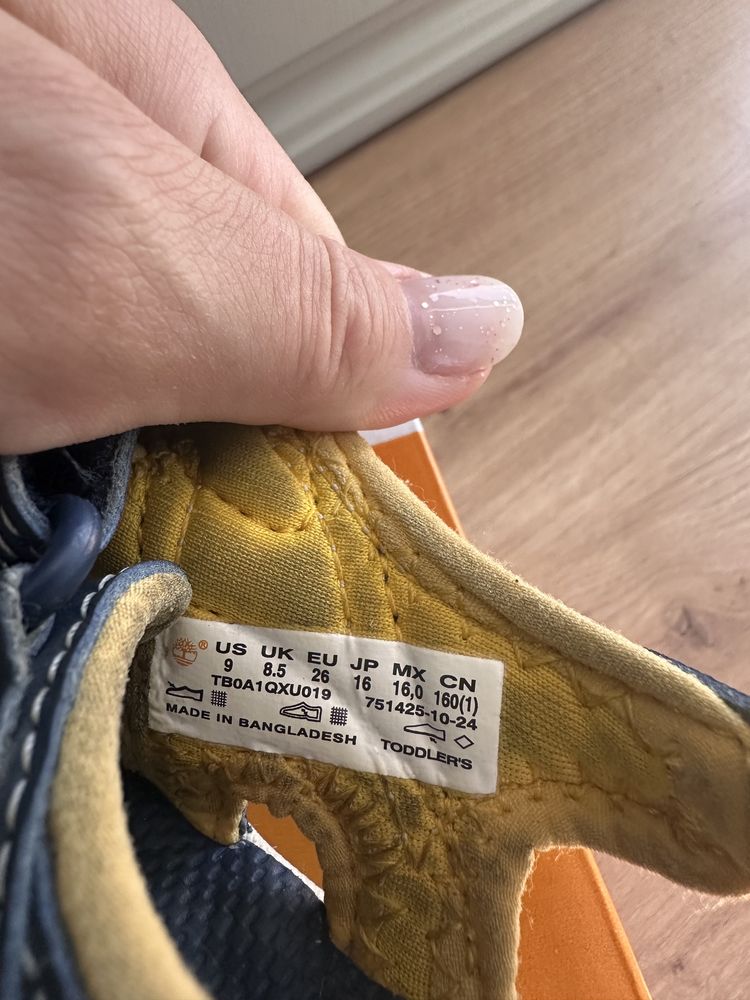 ® US UK EU JP MX CN
9 8.5 26 16 16,0 160(1)
TB0A1QXU019 751425-10-24
MADE IN BANGLADESH TODDLER'S